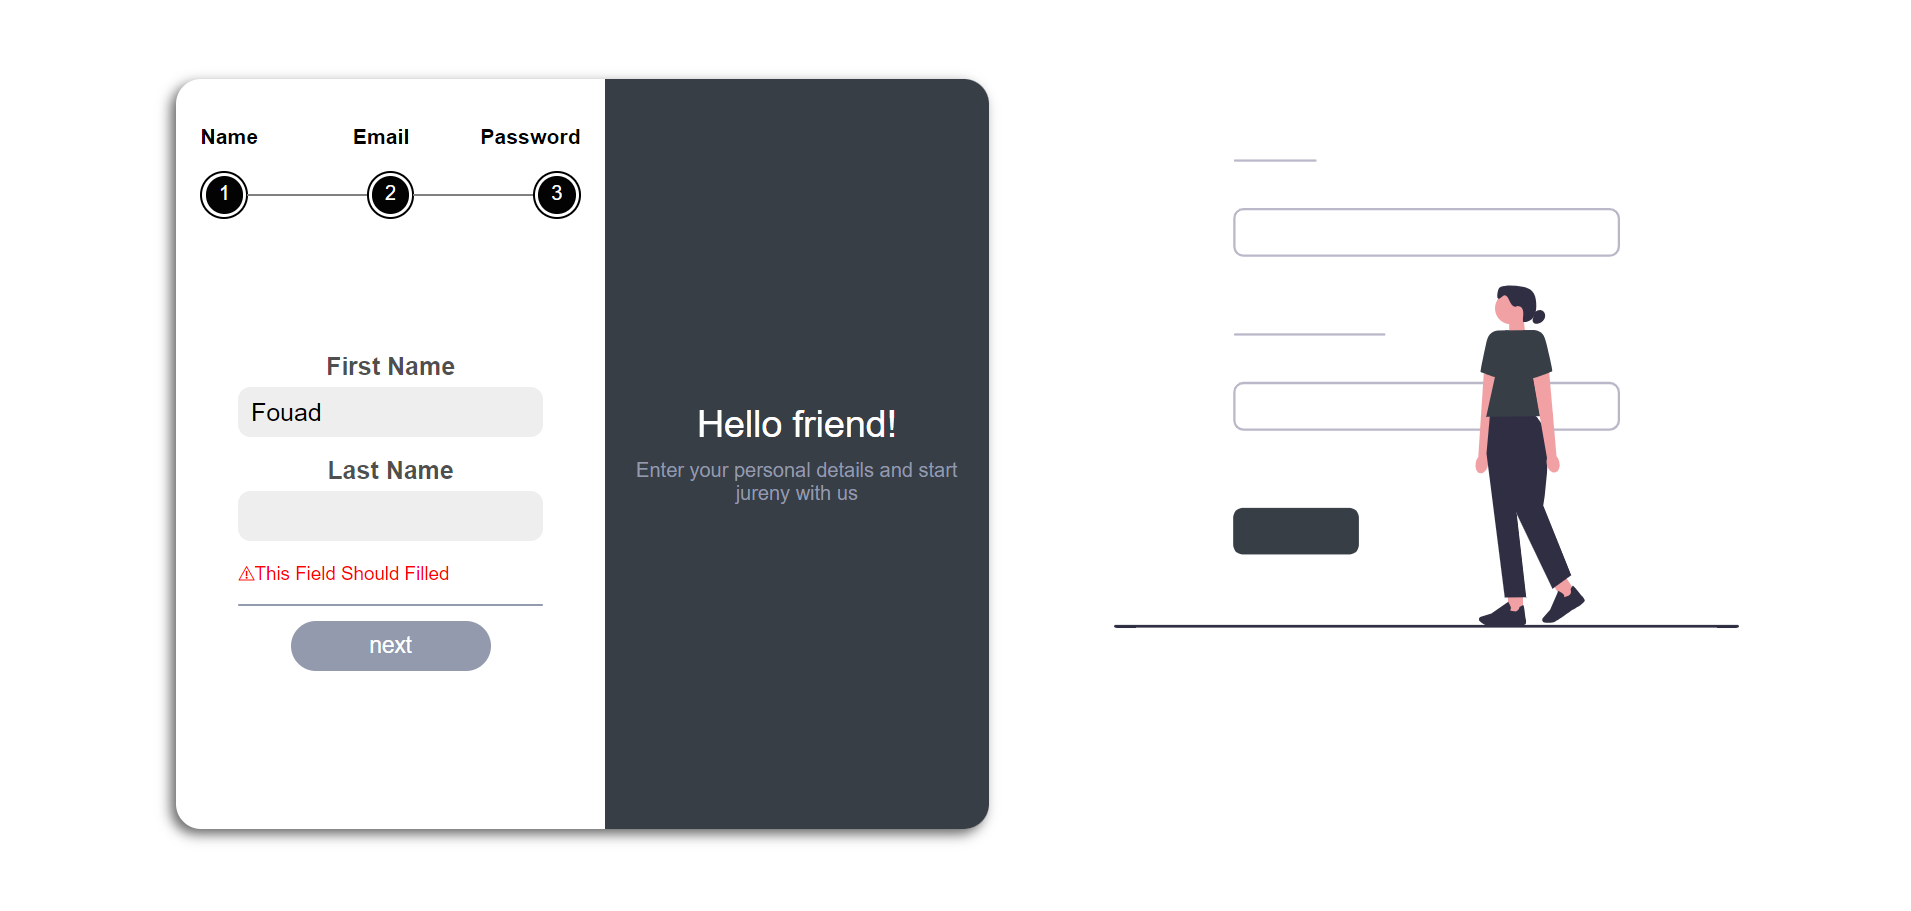 Name Email Password
1 2 3
First Name
Fouad
Last Name
⚠This Field Should Filled
next
Hello friend!
Enter your personal details and start
jureny with us